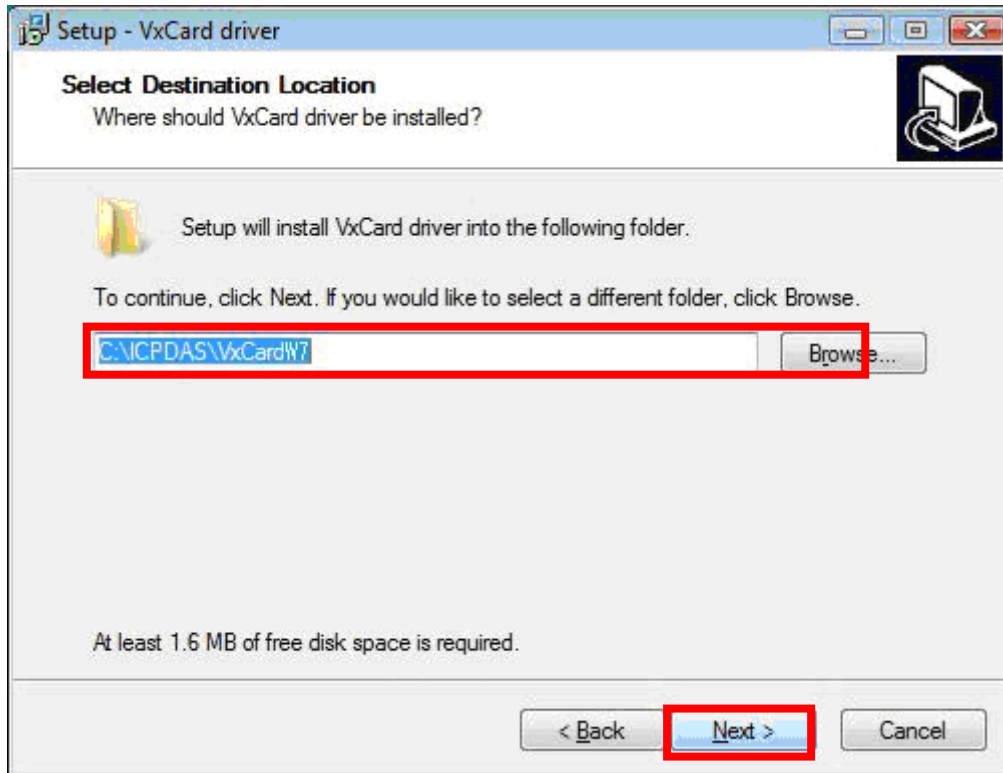 Setup - VxCard driver
Select Destination Location
Where should VxCard driver be installed?
Setup will install VxCard driver into the following folder.
To continue, click Next. If you would like to select a different folder, click Browse.
C:\ICPDAS\VxCardW7
Browse...
At least 1.6 MB of free disk space is required.
< Back
Next >
Cancel